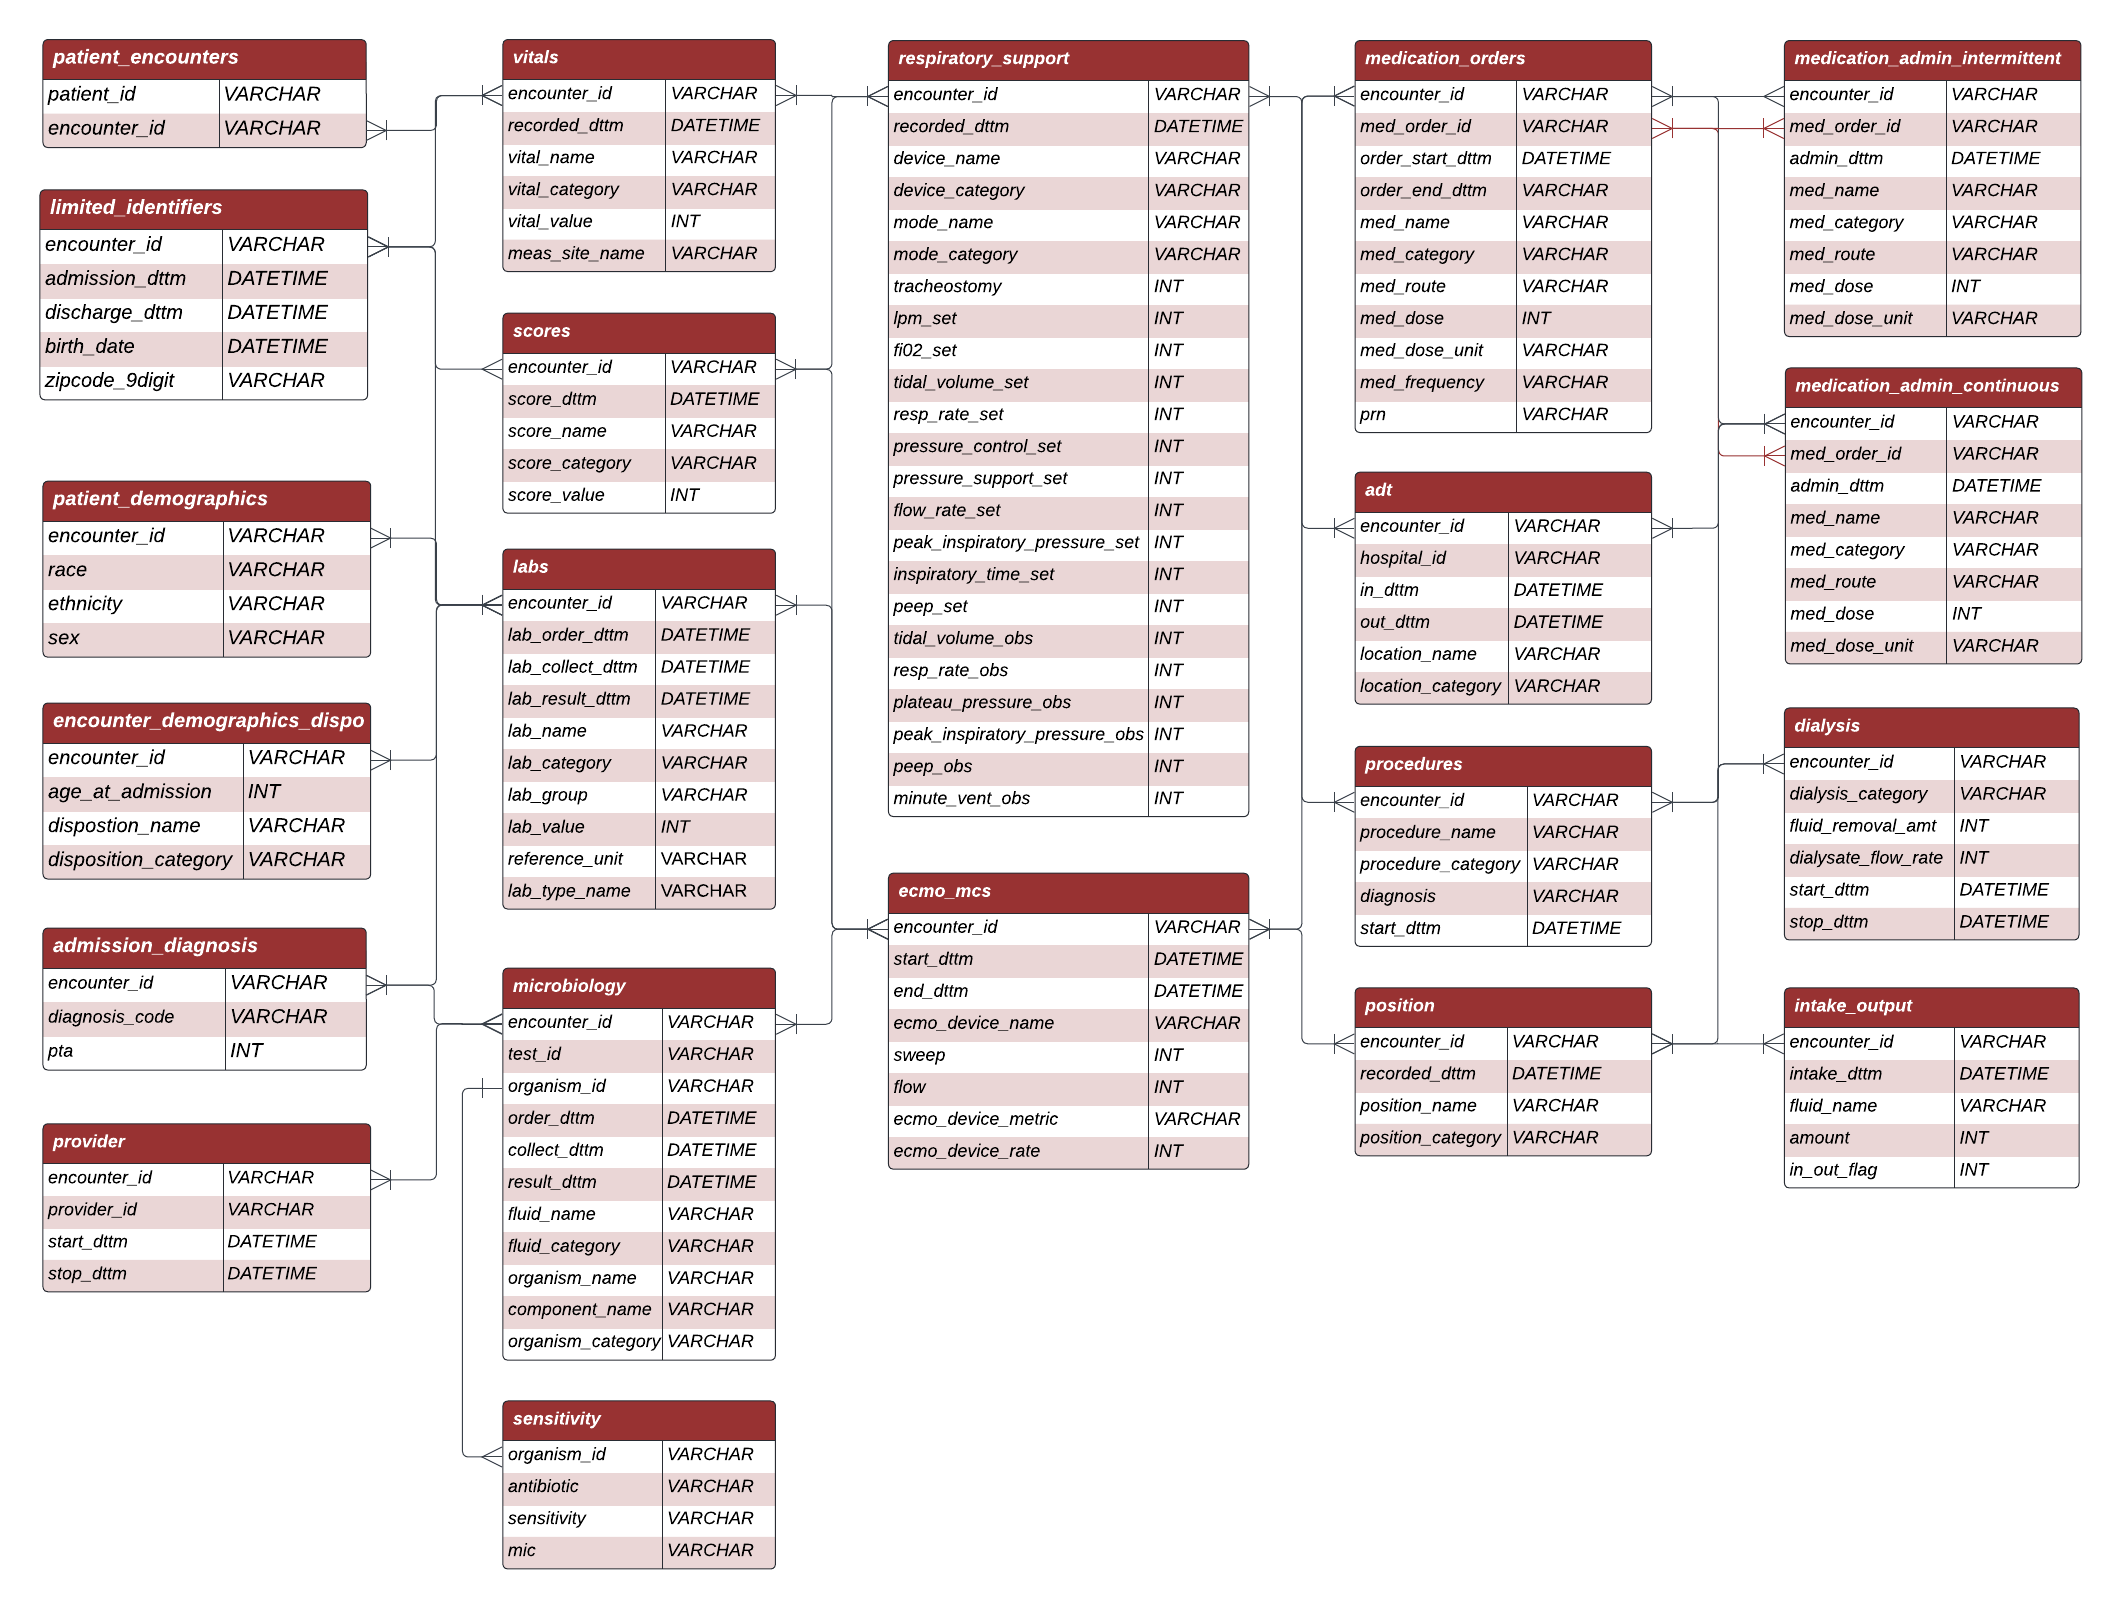 patient_encounters
patient_id VARCHAR
encounter_id VARCHAR
limited_identifiers
encounter_id VARCHAR
admission_dttm DATETIME
discharge_dttm DATETIME
birth_date DATETIME
zipcode_9digit VARCHAR
patient_demographics
encounter_id VARCHAR
race VARCHAR
ethnicity VARCHAR
sex VARCHAR
encounter_demographics_dispo
encounter_id VARCHAR
age_at_admission INT
dispostion_name VARCHAR
disposition_category VARCHAR
admission_diagnosis
encounter_id VARCHAR
diagnosis_code VARCHAR
pta INT
provider
encounter_id VARCHAR
provider_id VARCHAR
start_dttm DATETIME
stop_dttm DATETIME
vitals
encounter_id VARCHAR
recorded_dttm DATETIME
vital_name VARCHAR
vital_category VARCHAR
vital_value INT
meas_site_name VARCHAR
scores
encounter_id VARCHAR
score_dttm DATETIME
score_name VARCHAR
score_category VARCHAR
score_value INT
labs
encounter_id VARCHAR
lab_order_dttm DATETIME
lab_collect_dttm DATETIME
lab_result_dttm DATETIME
lab_name VARCHAR
lab_category VARCHAR
lab_group VARCHAR
lab_value INT
reference_unit VARCHAR
lab_type_name VARCHAR
microbiology
encounter_id VARCHAR
test_id VARCHAR
organism_id VARCHAR
order_dttm DATETIME
collect_dttm DATETIME
result_dttm DATETIME
fluid_name VARCHAR
fluid_category VARCHAR
organism_name VARCHAR
component_name VARCHAR
organism_category VARCHAR
sensitivity
organism_id VARCHAR
antibiotic VARCHAR
sensitivity VARCHAR
mic VARCHAR
respiratory_support
encounter_id VARCHAR
recorded_dttm DATETIME
device_name VARCHAR
device_category VARCHAR
mode_name VARCHAR
mode_category VARCHAR
tracheostomy INT
lpm_set INT
fi02_set INT
tidal_volume_set INT
resp_rate_set INT
pressure_control_set INT
pressure_support_set INT
flow_rate_set INT
peak_inspiratory_pressure_set INT
inspiratory_time_set INT
peep_set INT
tidal_volume_obs INT
resp_rate_obs INT
plateau_pressure_obs INT
peak_inspiratory_pressure_obs INT
peep_obs INT
minute_vent_obs INT
ecmo_mcs
encounter_id VARCHAR
start_dttm DATETIME
end_dttm DATETIME
ecmo_device_name VARCHAR
sweep INT
flow INT
ecmo_device_metric VARCHAR
ecmo_device_rate INT
medication_orders
encounter_id VARCHAR
med_order_id VARCHAR
order_start_dttm DATETIME
order_end_dttm VARCHAR
med_name VARCHAR
med_category VARCHAR
med_route VARCHAR
med_dose INT
med_dose_unit VARCHAR
med_frequency VARCHAR
prn VARCHAR
adt
encounter_id VARCHAR
hospital_id VARCHAR
in_dttm DATETIME
out_dttm DATETIME
location_name VARCHAR
location_category VARCHAR
procedures
encounter_id VARCHAR
procedure_name VARCHAR
procedure_category VARCHAR
diagnosis VARCHAR
start_dttm DATETIME
position
encounter_id VARCHAR
recorded_dttm DATETIME
position_name VARCHAR
position_category VARCHAR
medication_admin_intermittent
encounter_id VARCHAR
med_order_id VARCHAR
admin_dttm DATETIME
med_name VARCHAR
med_category VARCHAR
med_route VARCHAR
med_dose INT
med_dose_unit VARCHAR
medication_admin_continuous
encounter_id VARCHAR
med_order_id VARCHAR
admin_dttm DATETIME
med_name VARCHAR
med_category VARCHAR
med_route VARCHAR
med_dose INT
med_dose_unit VARCHAR
dialysis
encounter_id VARCHAR
dialysis_category VARCHAR
fluid_removal_amt INT
dialysate_flow_rate INT
start_dttm DATETIME
stop_dttm DATETIME
intake_output
encounter_id VARCHAR
intake_dttm DATETIME
fluid_name VARCHAR
amount INT
in_out_flag INT